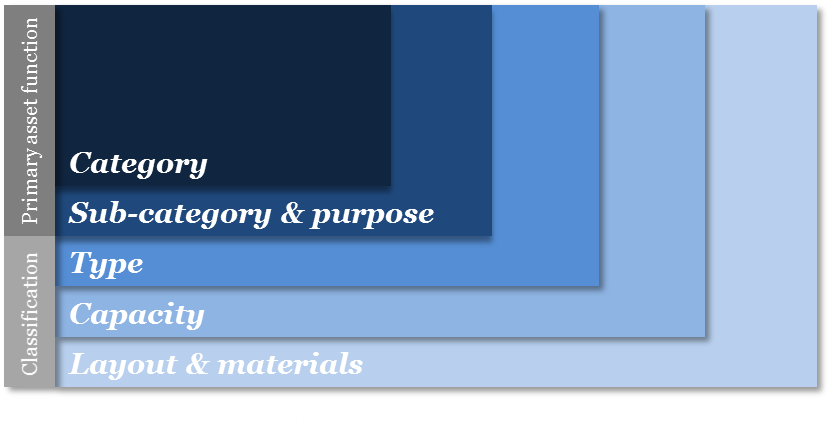 Primary asset function
Category
Sub-category & purpose
Classification
Type
Capacity
Layout & materials